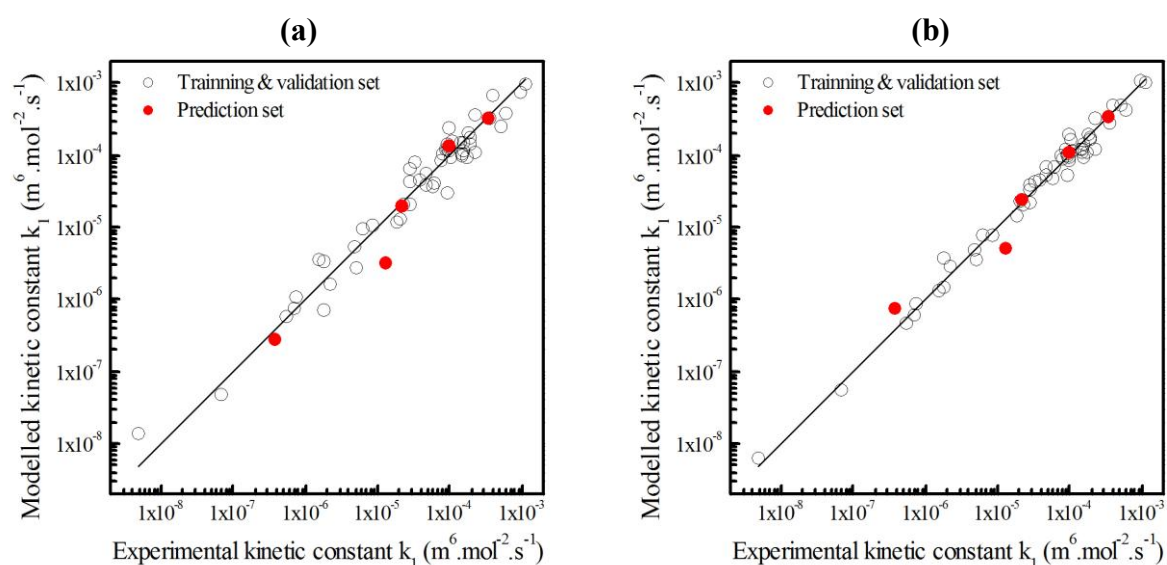 (a)
Modelled kinetic constant k₁ (m⁶.mol⁻².s⁻¹)
1x10⁻³
1x10⁻⁴
1x10⁻⁵
1x10⁻⁶
1x10⁻⁷
1x10⁻⁸
Trainning & validation set
Prediction set
1x10⁻⁸ 1x10⁻⁷ 1x10⁻⁶ 1x10⁻⁵ 1x10⁻⁴ 1x10⁻³
Experimental kinetic constant k₁ (m⁶.mol⁻².s⁻¹)
(b)
Modelled kinetic constant k₁ (m⁶.mol⁻².s⁻¹)
1x10⁻³
1x10⁻⁴
1x10⁻⁵
1x10⁻⁶
1x10⁻⁷
1x10⁻⁸
Trainning & validation set
Prediction set
1x10⁻⁸ 1x10⁻⁷ 1x10⁻⁶ 1x10⁻⁵ 1x10⁻⁴ 1x10⁻³
Experimental kinetic constant k₁ (m⁶.mol⁻².s⁻¹)